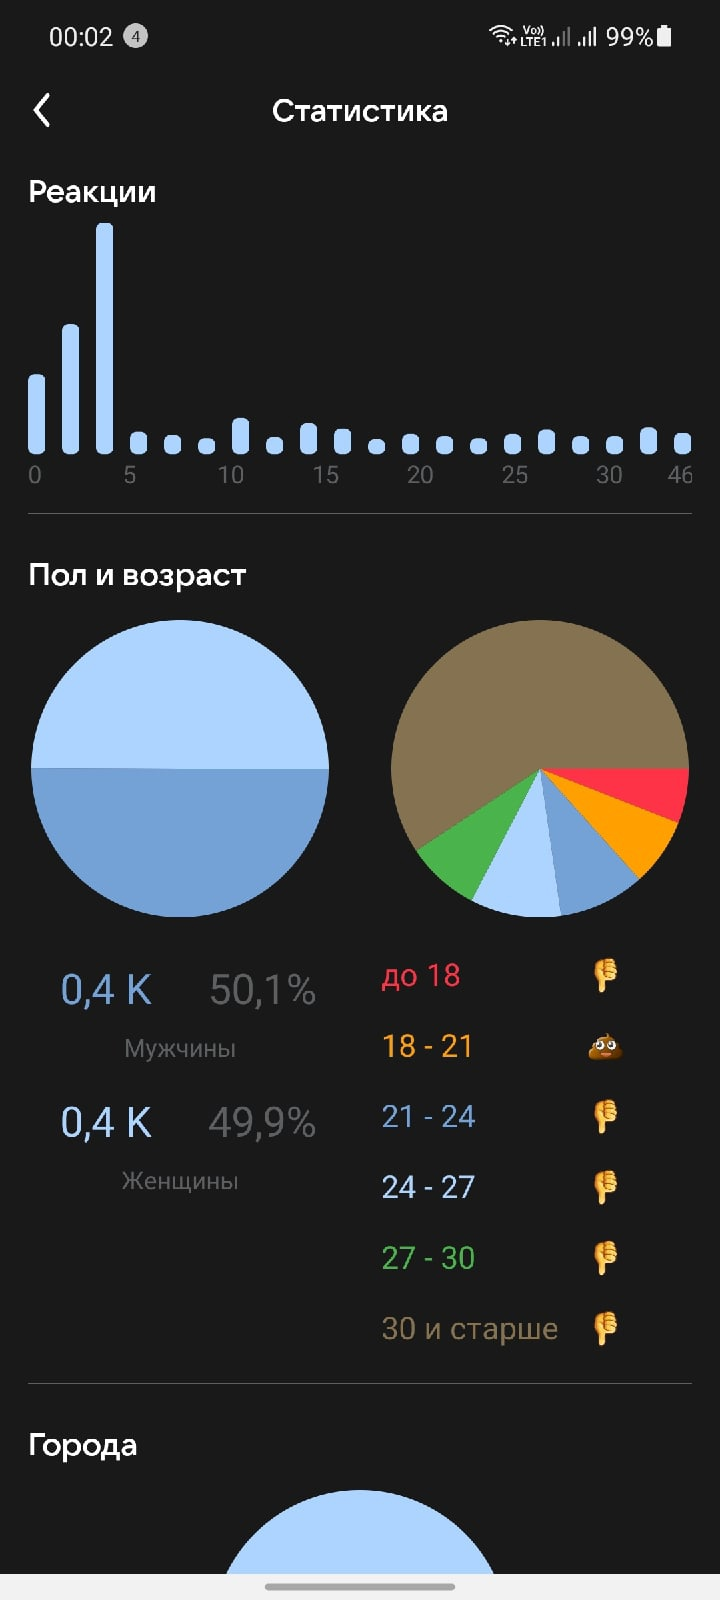 00:02 4 Vo)) LTE1 99%
Статистика
Реакции
0 5 10 15 20 25 30 46
Пол и возраст
0,4 K 50,1%
Мужчины
0,4 K 49,9%
Женщины
до 18
18 - 21
21 - 24
24 - 27
27 - 30
30 и старше
Города